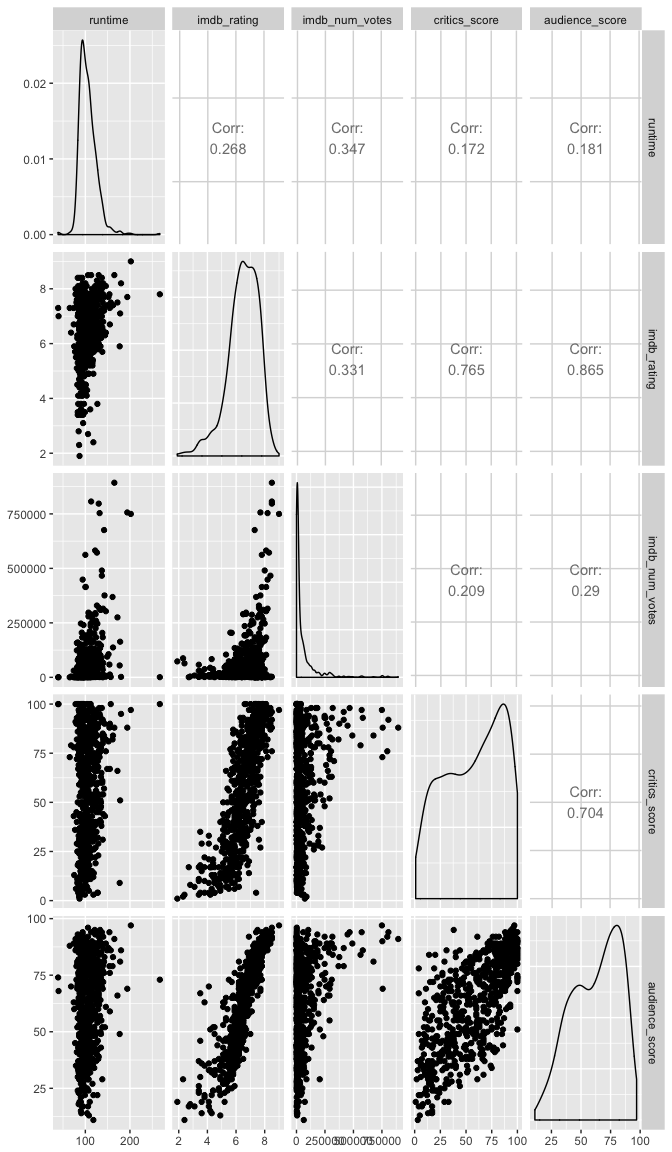 runtime imdb_rating imdb_num_votes critics_score audience_score
0.02
0.01
0.00
Corr:
0.268
Corr:
0.347
Corr:
0.172
Corr:
0.181
runtime
8
6
4
2
Corr:
0.331
Corr:
0.765
Corr:
0.865
imdb_rating
750000
500000
250000
0
Corr:
0.209
Corr:
0.29
imdb_num_votes
100
75
50
25
0
Corr:
0.704
critics_score
100
75
50
25
audience_score
100 200 2 4 6 8 0 250000 500000 750000 0 25 50 75 100 25 50 75 100